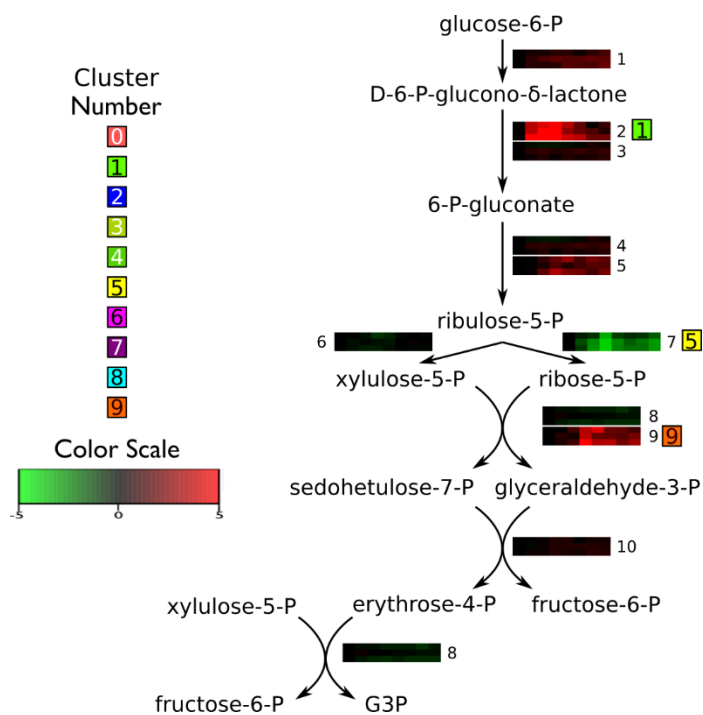 glucose-6-P
1
Cluster
Number
D-6-P-glucono-δ-lactone
0
1
2
3
4
5
6
7
8
9
2 1
3
6-P-gluconate
4
5
ribulose-5-P
6
7 5
xylulose-5-P ribose-5-P
8
9 9
Color Scale
-5 0 5
sedohetulose-7-P glyceraldehyde-3-P
10
xylulose-5-P erythrose-4-P fructose-6-P
8
fructose-6-P G3P